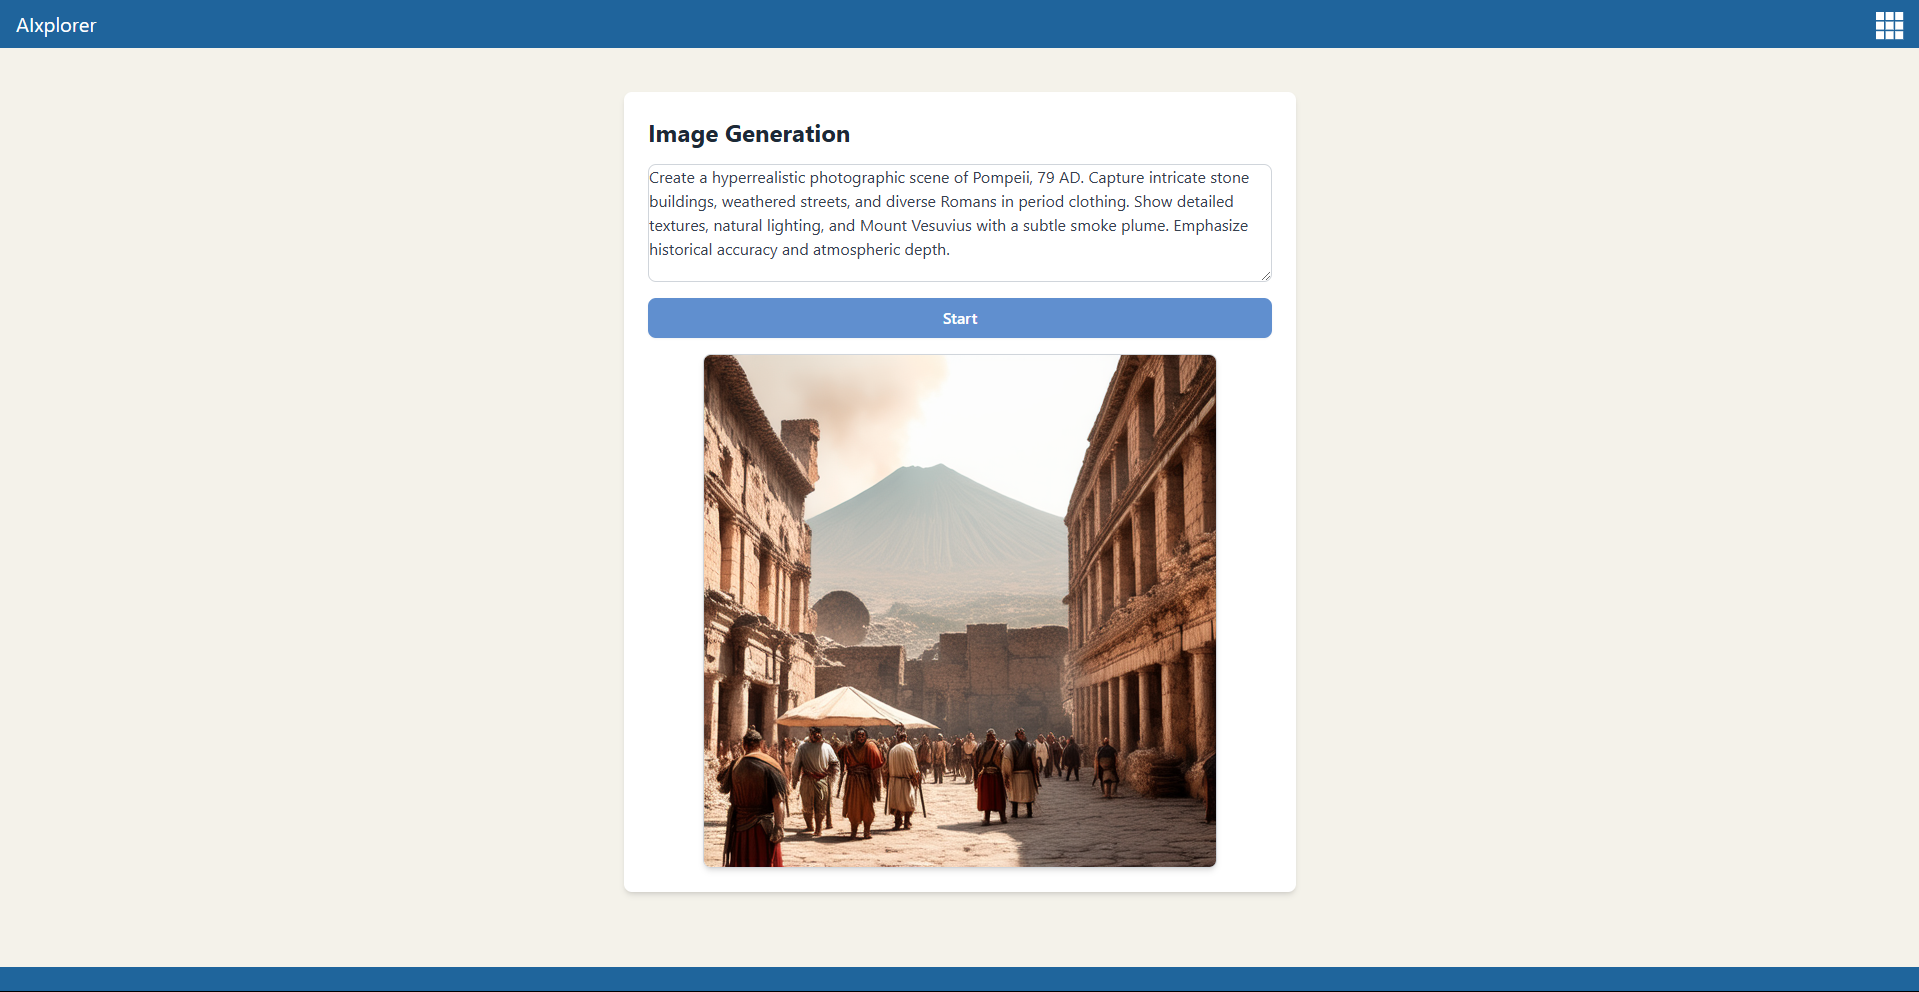 AIxplorer
Image Generation
Create a hyperrealistic photographic scene of Pompeii, 79 AD. Capture intricate stone
buildings, weathered streets, and diverse Romans in period clothing. Show detailed
textures, natural lighting, and Mount Vesuvius with a subtle smoke plume. Emphasize
historical accuracy and atmospheric depth.
Start